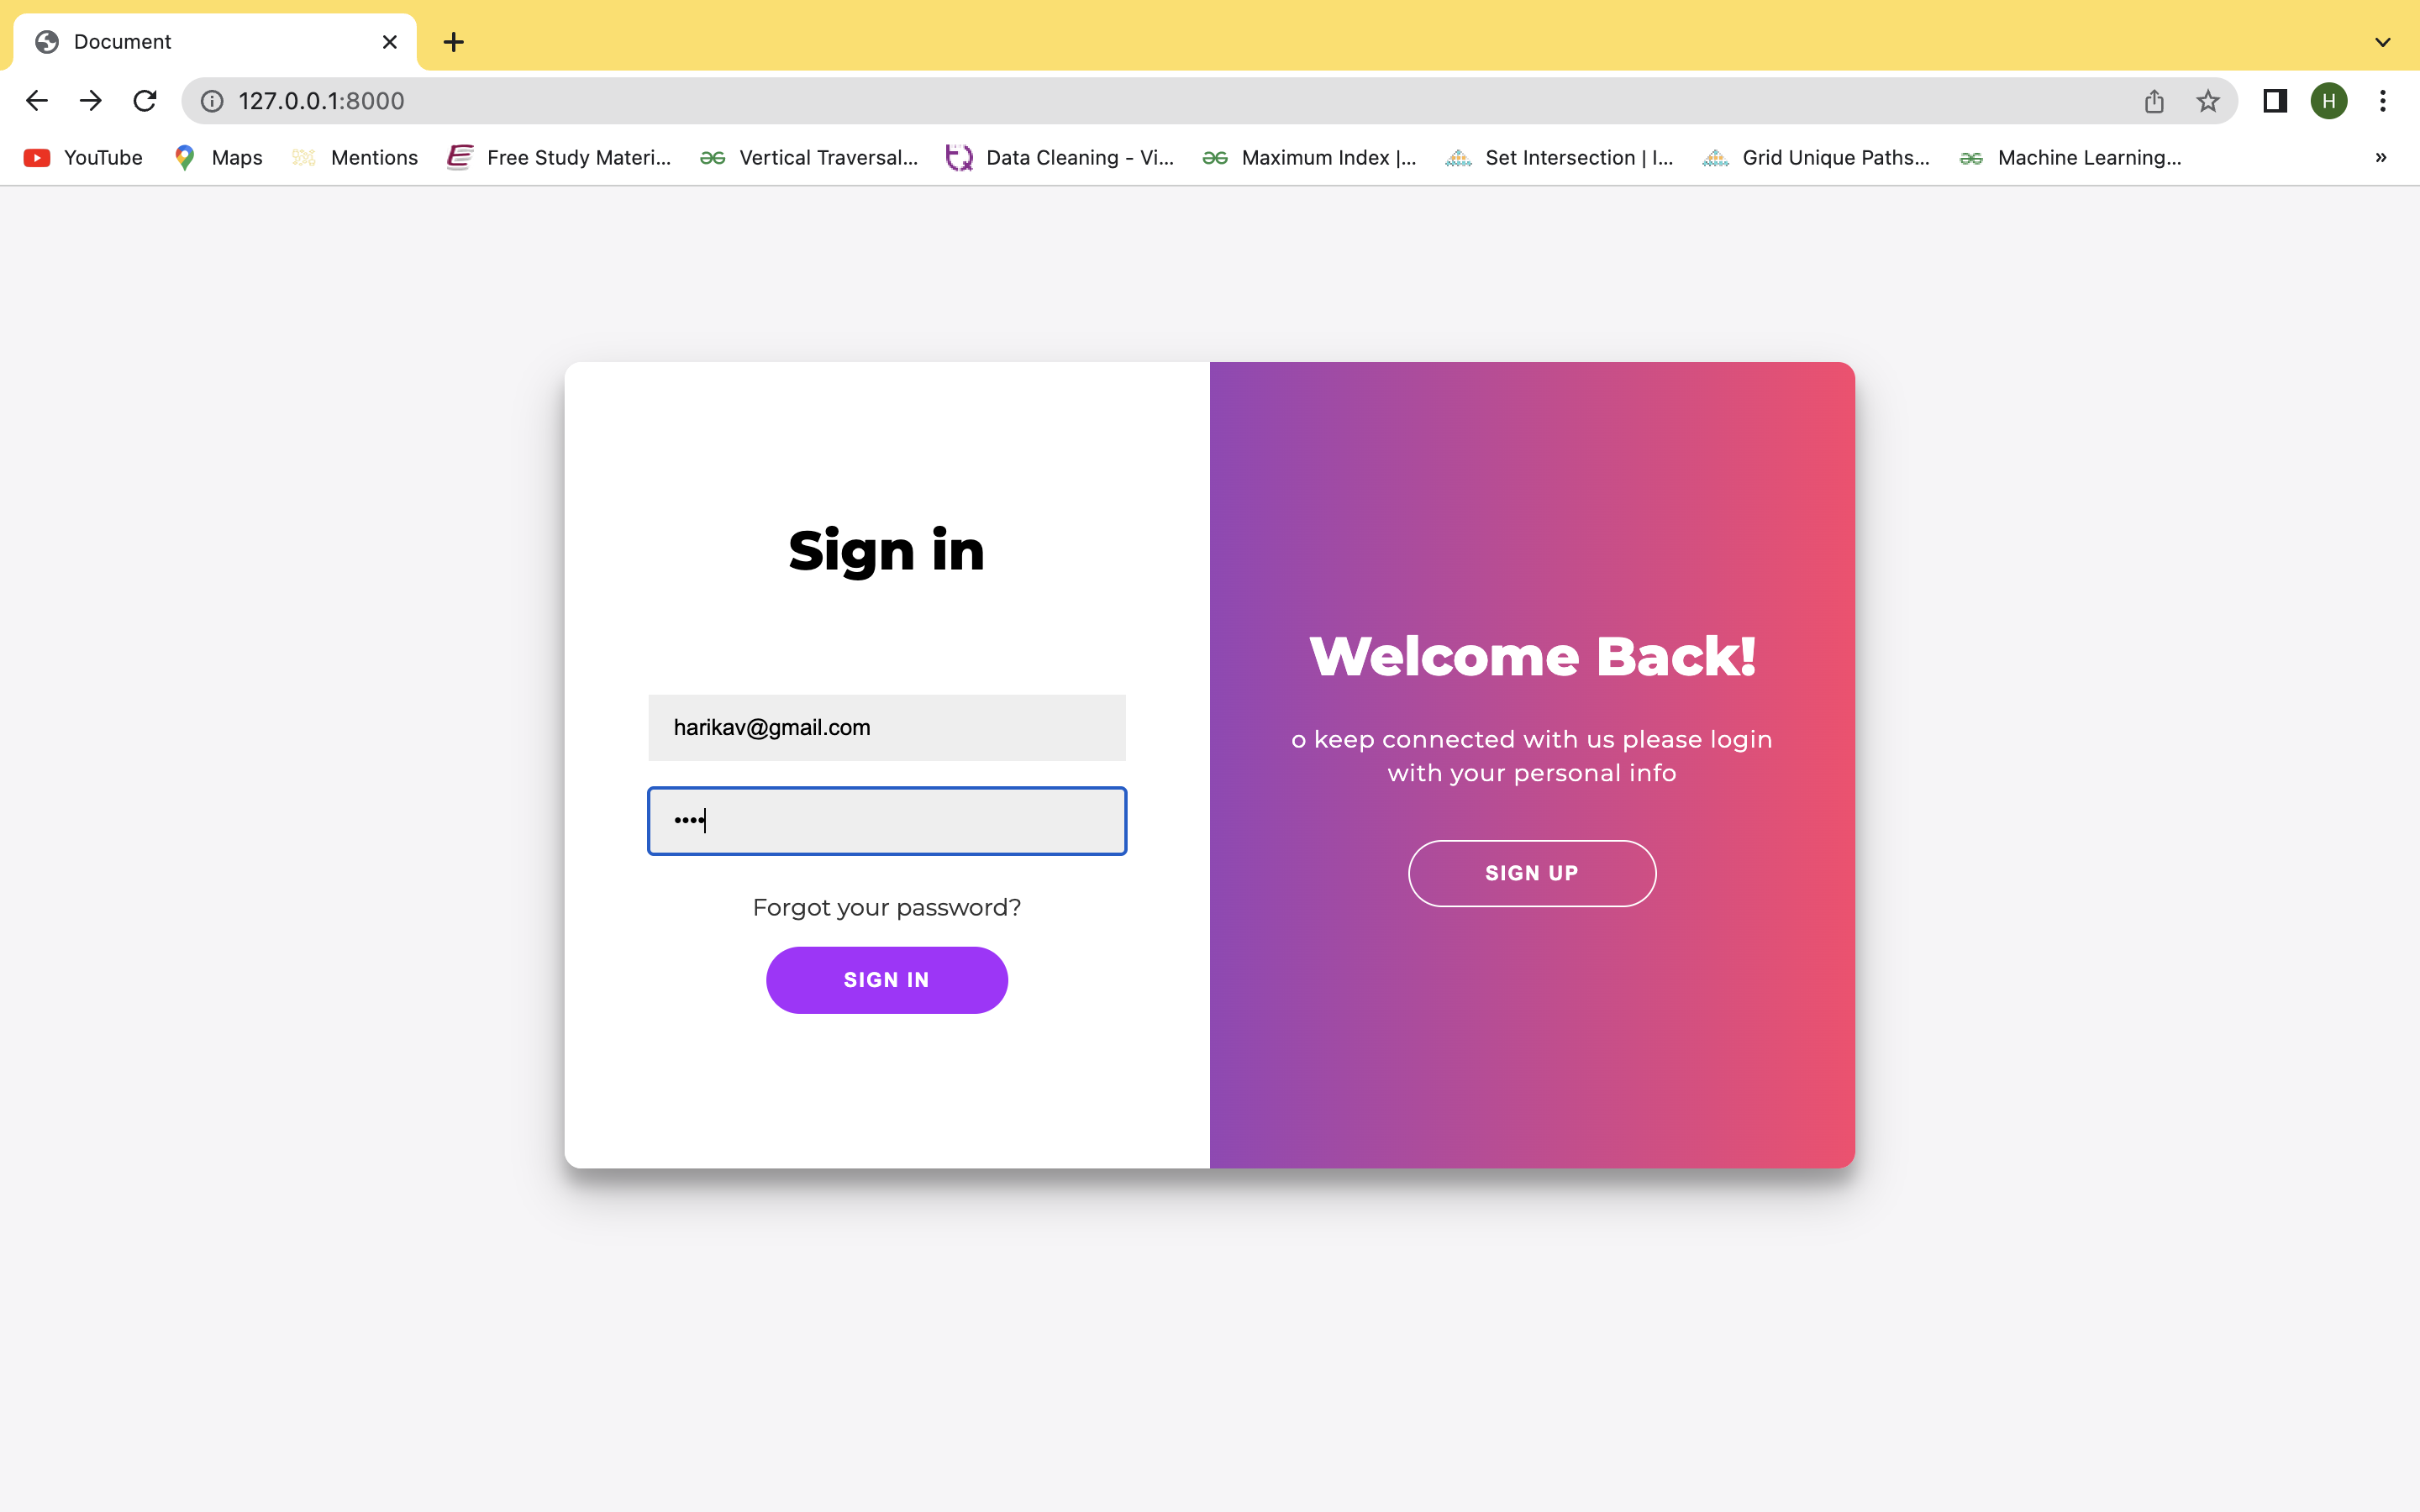 Document
127.0.0.1:8000
YouTube Maps Mentions Free Study Materi... Vertical Traversal... Data Cleaning - Vi... Maximum Index |... Set Intersection | I... Grid Unique Paths... Machine Learning... »
H
Sign in
harikav@gmail.com
••••
Forgot your password?
SIGN IN
Welcome Back!
o keep connected with us please login
with your personal info
SIGN UP